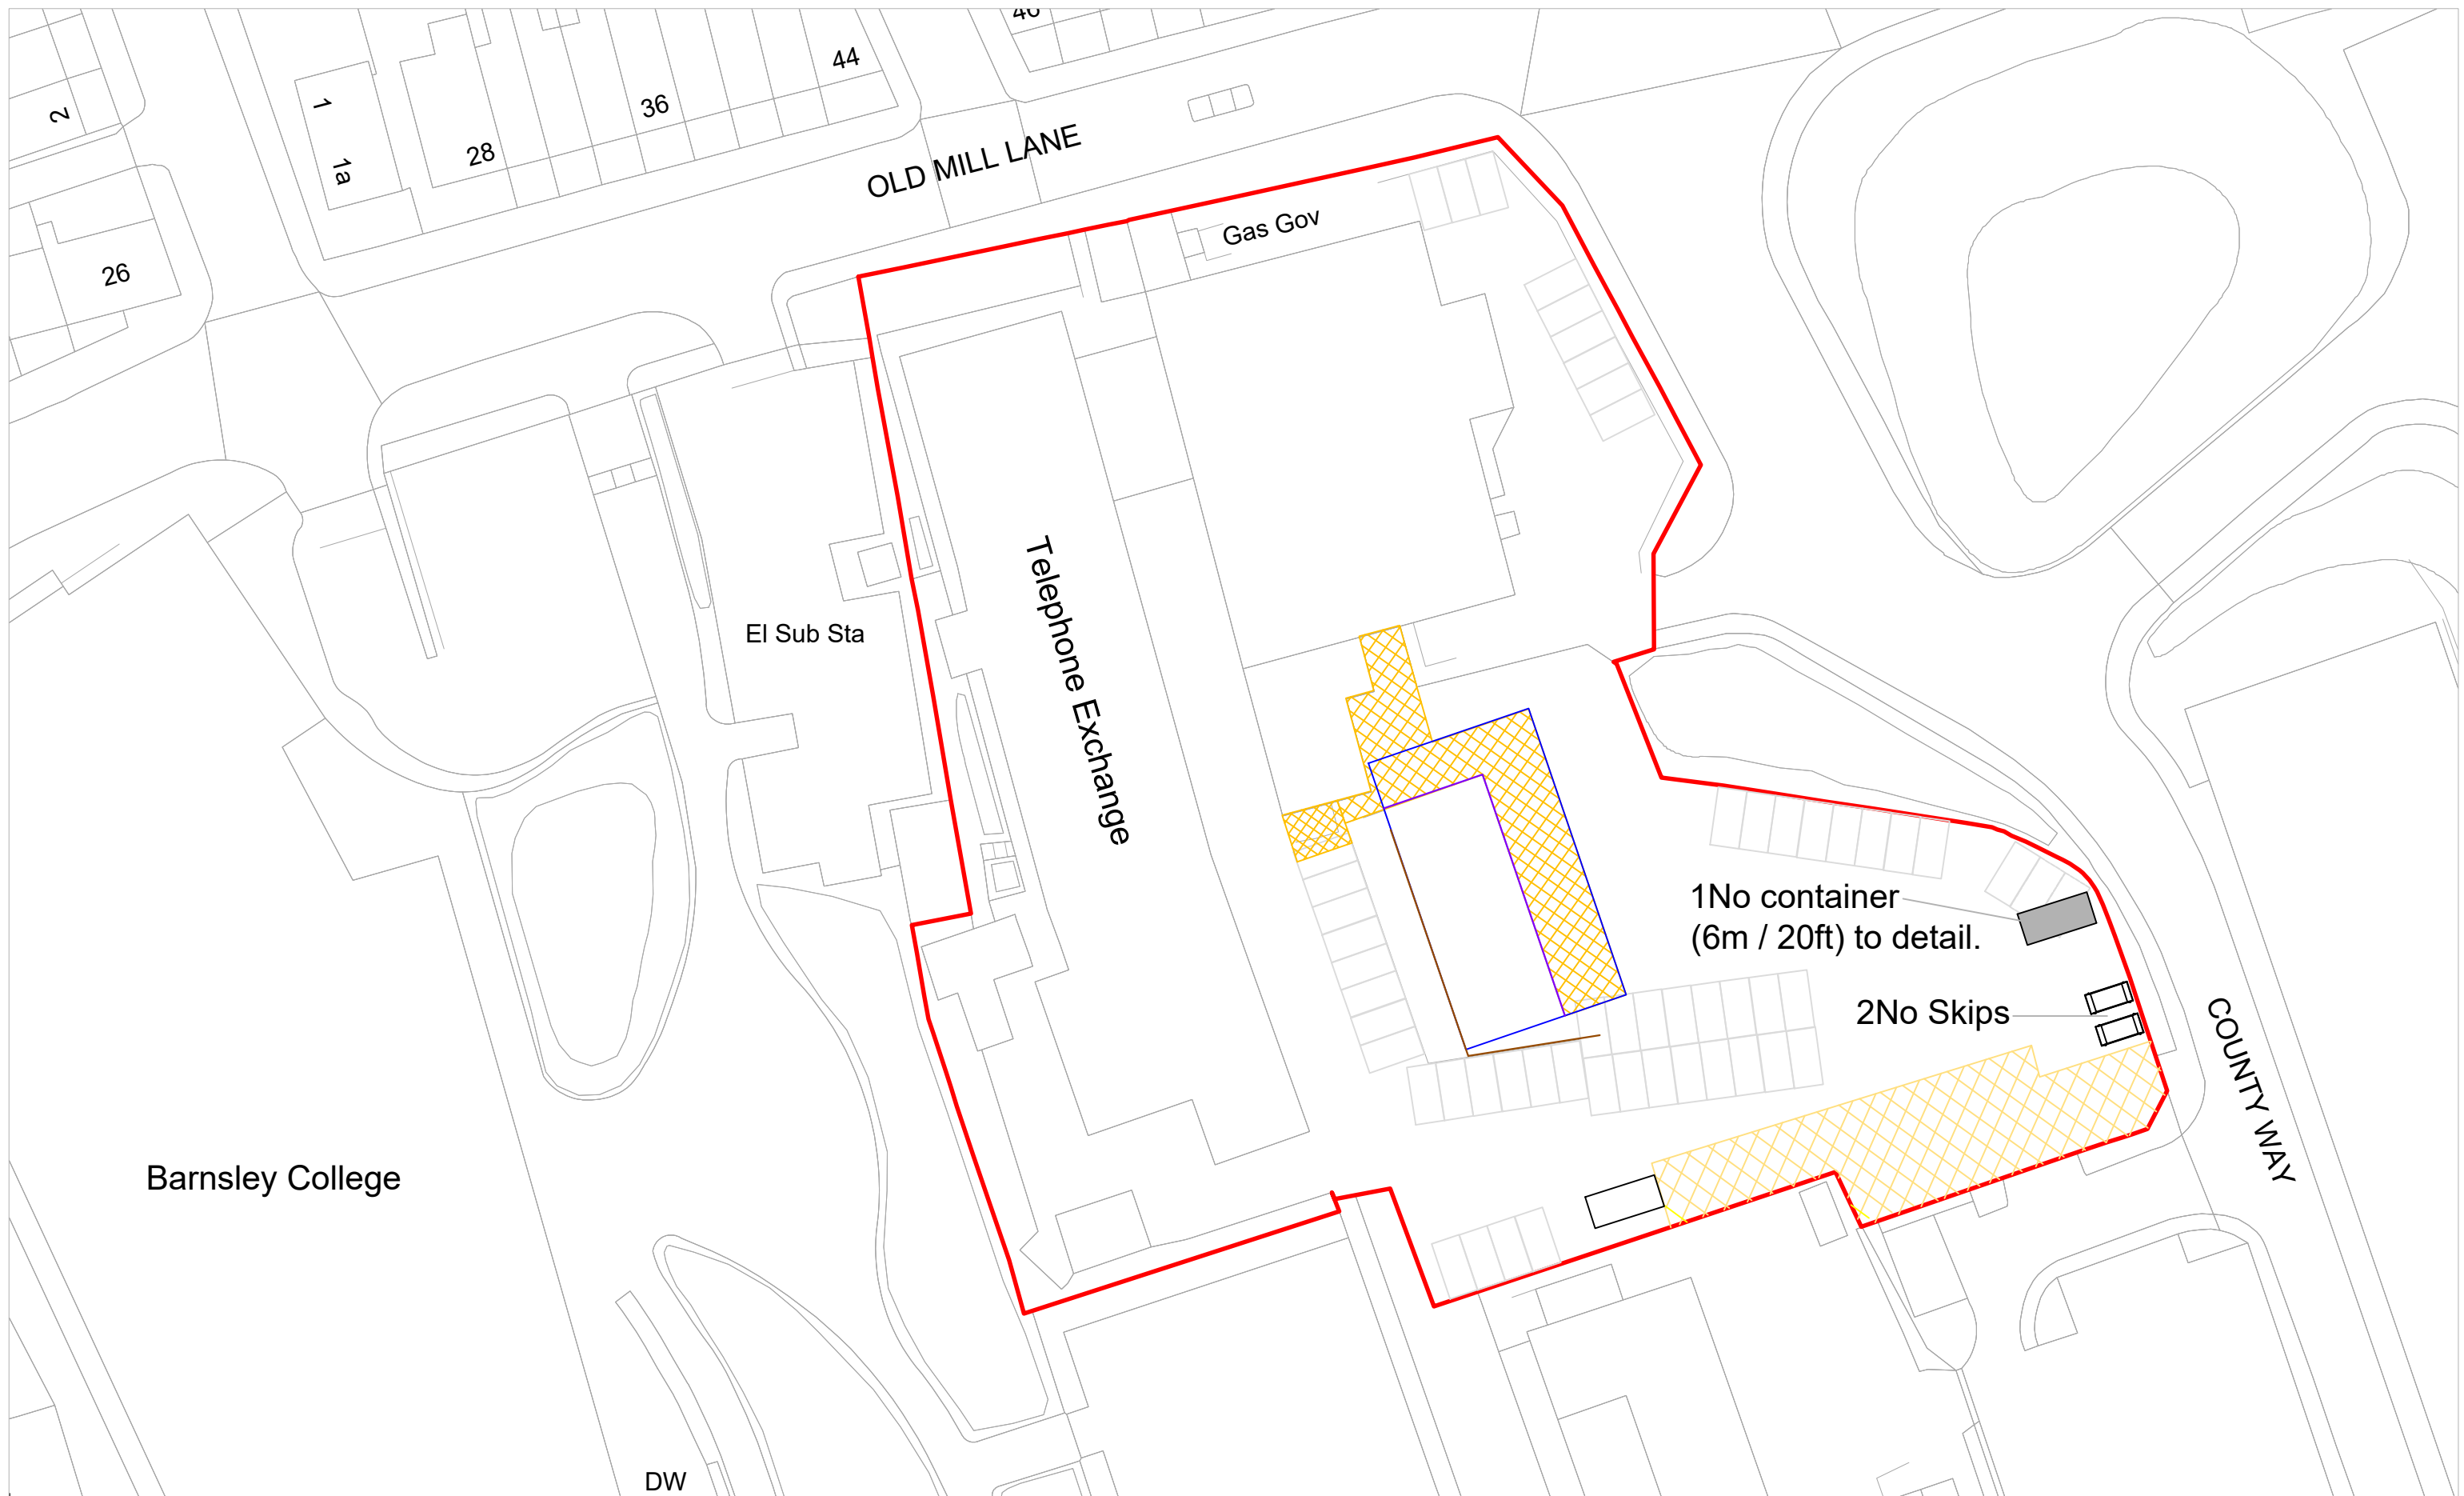 46
44
36
28
1
1a
2
26
OLD MILL LANE
Gas Gov
El Sub Sta
Telephone Exchange
1No container
(6m / 20ft) to detail.
2No Skips
COUNTY WAY
Barnsley College
DW